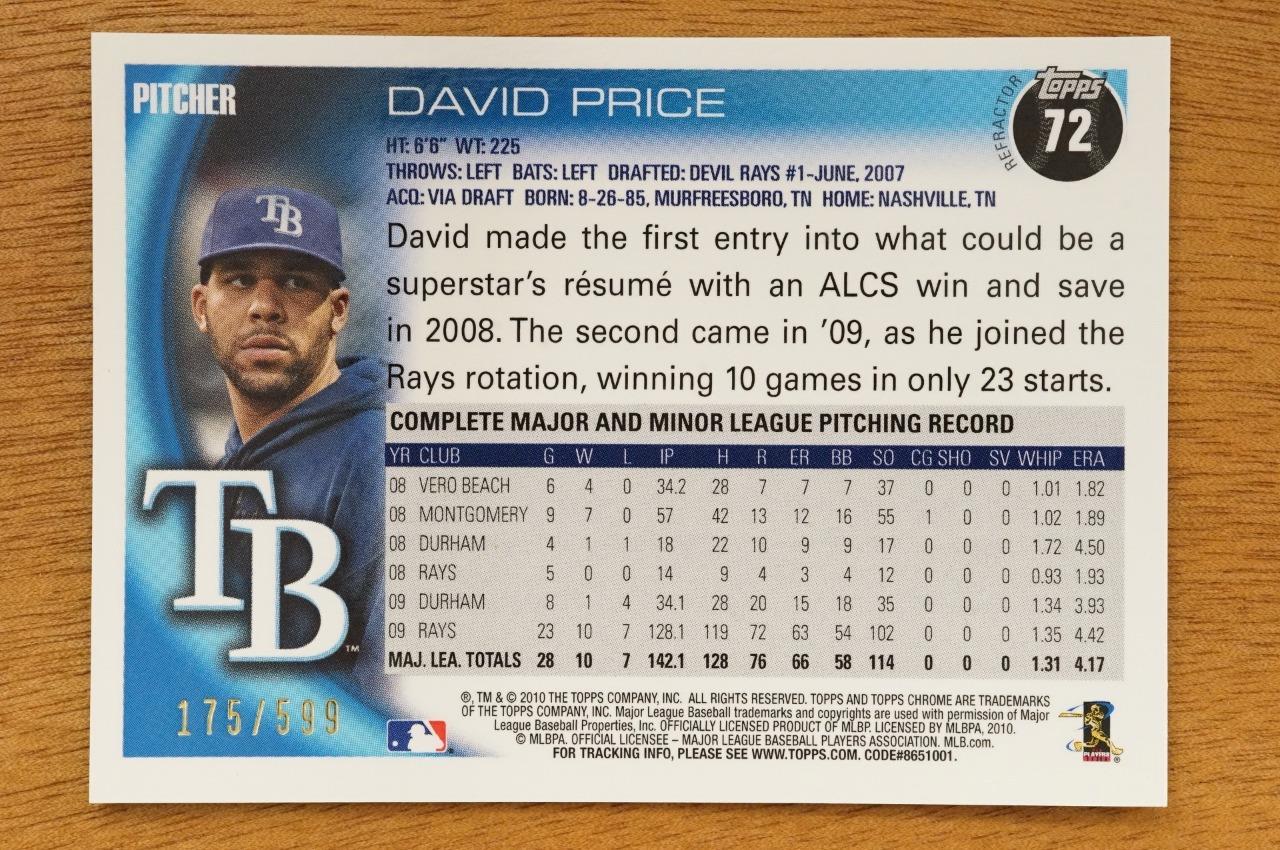 PITCHER
DAVID PRICE
REFRACTOR
Topps
72
HT: 6'6" WT: 225
THROWS: LEFT BATS: LEFT DRAFTED: DEVIL RAYS #1-JUNE, 2007
ACQ: VIA DRAFT BORN: 8-26-85, MURFREESBORO, TN HOME: NASHVILLE, TN
TB
David made the first entry into what could be a
superstar's résumé with an ALCS win and save
in 2008. The second came in '09, as he joined the
Rays rotation, winning 10 games in only 23 starts.
COMPLETE MAJOR AND MINOR LEAGUE PITCHING RECORD
YR CLUB G W L IP H R ER BB SO CG SHO SV WHIP ERA
08 VERO BEACH 6 4 0 34.2 28 7 7 7 37 0 0 0 1.01 1.82
08 MONTGOMERY 9 7 0 57 42 13 12 16 55 1 0 0 1.02 1.89
08 DURHAM 4 1 1 18 22 10 9 9 17 0 0 0 1.72 4.50
08 RAYS 5 0 0 14 9 4 3 4 12 0 0 0 0.93 1.93
09 DURHAM 8 1 4 34.1 28 20 15 18 35 0 0 0 1.34 3.93
09 RAYS 23 10 7 128.1 119 72 63 54 102 0 0 0 1.35 4.42
MAJ. LEA. TOTALS 28 10 7 142.1 128 76 66 58 114 0 0 0 1.31 4.17
TB™
175/599
®, TM & © 2010 THE TOPPS COMPANY, INC. ALL RIGHTS RESERVED. TOPPS AND TOPPS CHROME ARE TRADEMARKS
OF THE TOPPS COMPANY, INC. Major League Baseball trademarks and copyrights are used with permission of Major
League Baseball Properties, Inc. OFFICIALLY LICENSED PRODUCT OF MLBP. LICENSED BY MLBPA, 2010.
© MLBPA. OFFICIAL LICENSEE – MAJOR LEAGUE BASEBALL PLAYERS ASSOCIATION. MLB.com.
FOR TRACKING INFO, PLEASE SEE WWW.TOPPS.COM. CODE#8651001.
PLAYERS
®